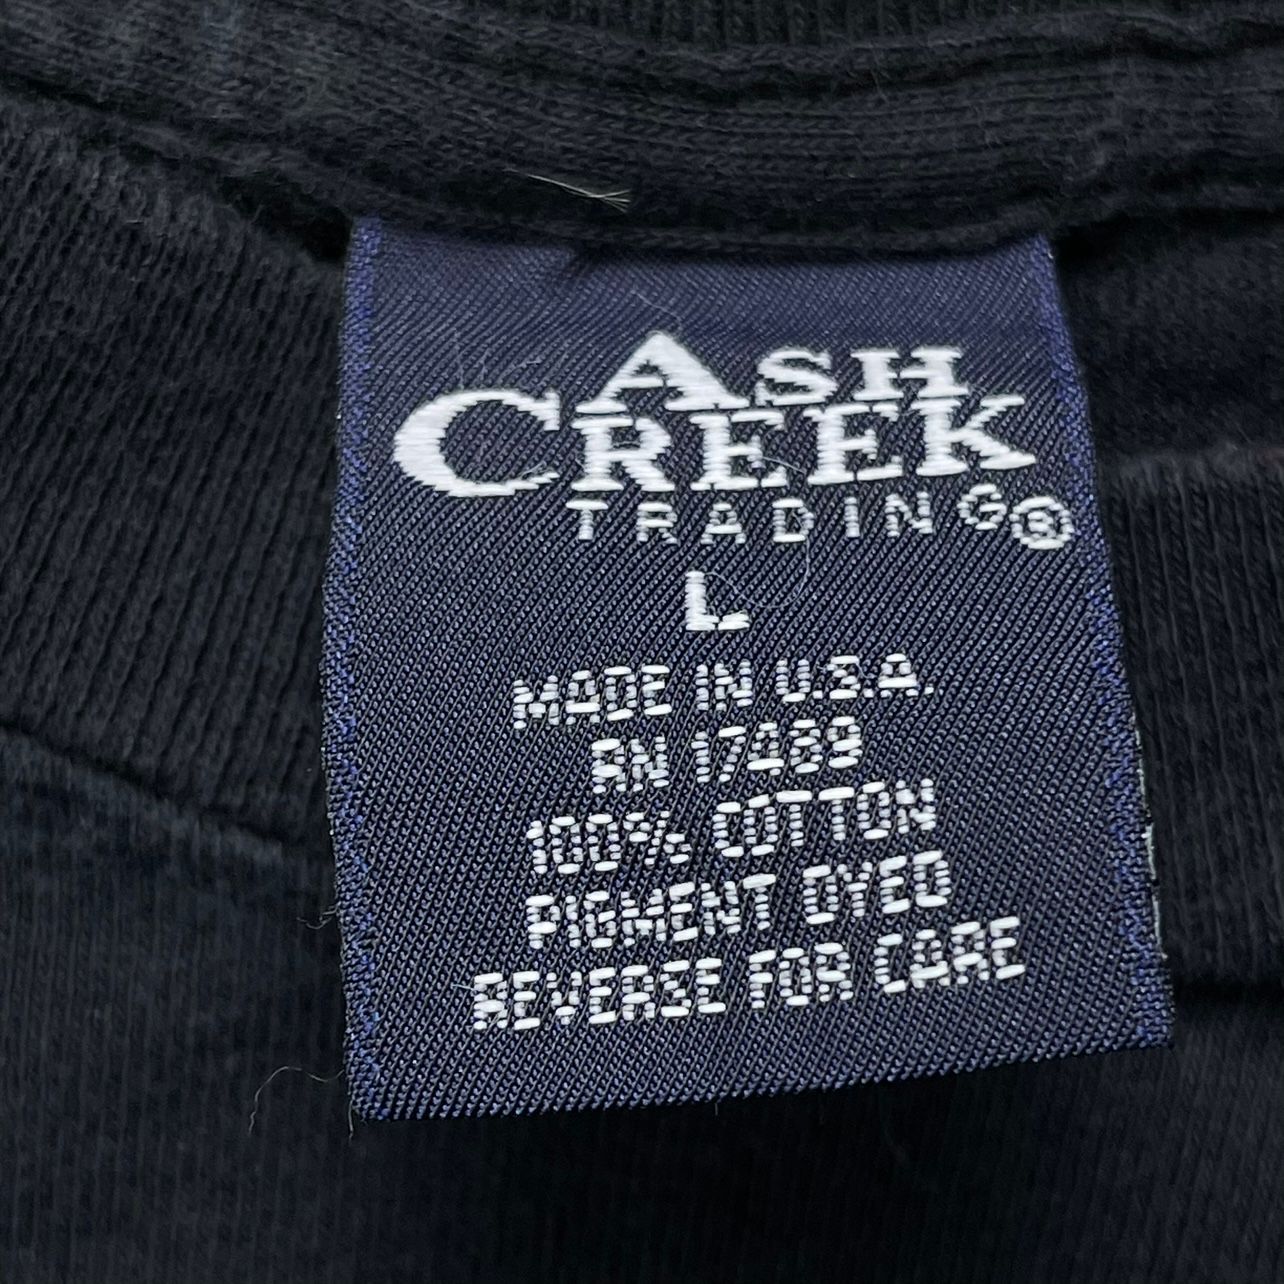 ASH
CREEK
TRADING®
L
MADE IN U.S.A.
RN 17489
100% COTTON
PIGMENT DYED
REVERSE FOR CARE